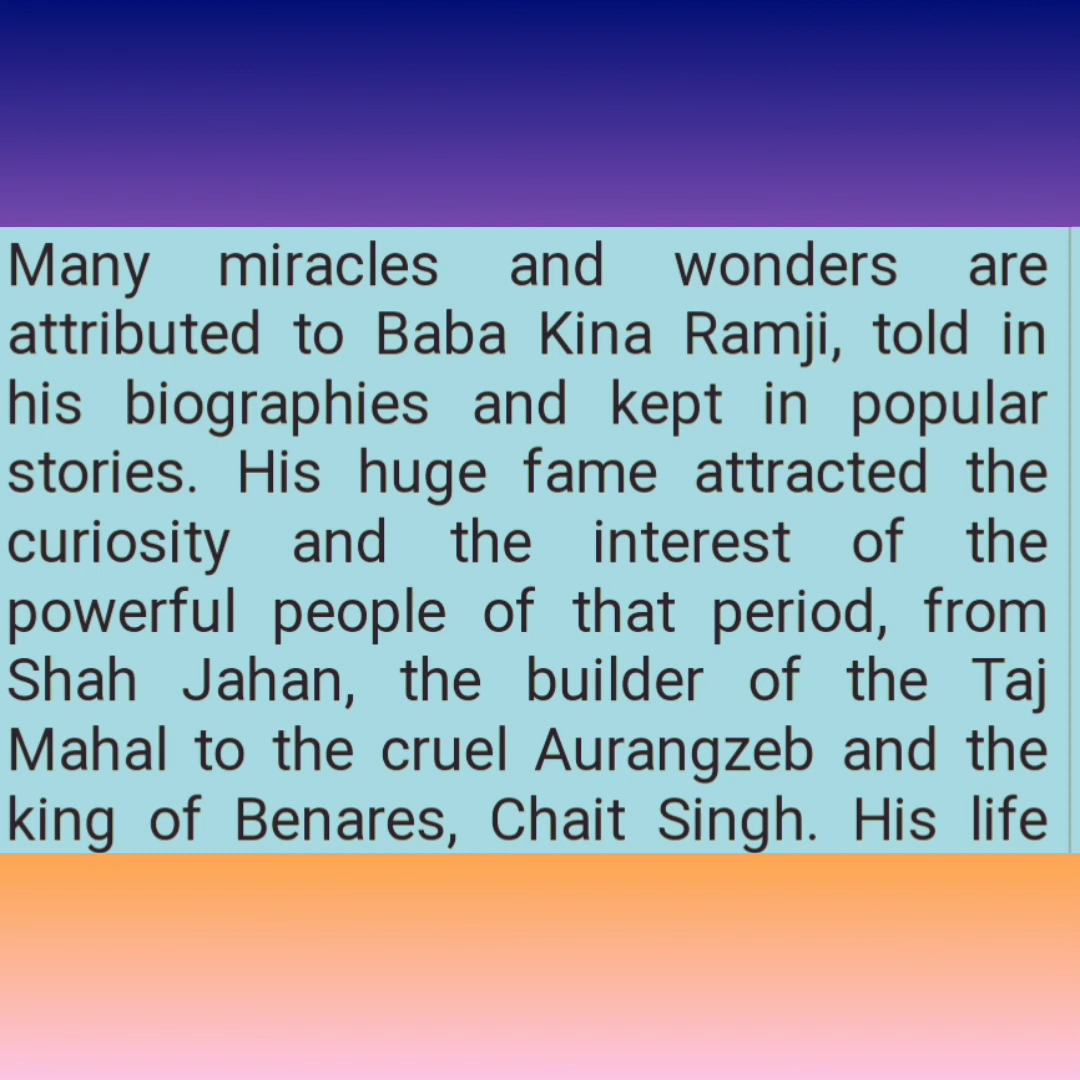 Many miracles and wonders are
attributed to Baba Kina Ramji, told in
his biographies and kept in popular
stories. His huge fame attracted the
curiosity and the interest of the
powerful people of that period, from
Shah Jahan, the builder of the Taj
Mahal to the cruel Aurangzeb and the
king of Benares, Chait Singh. His life